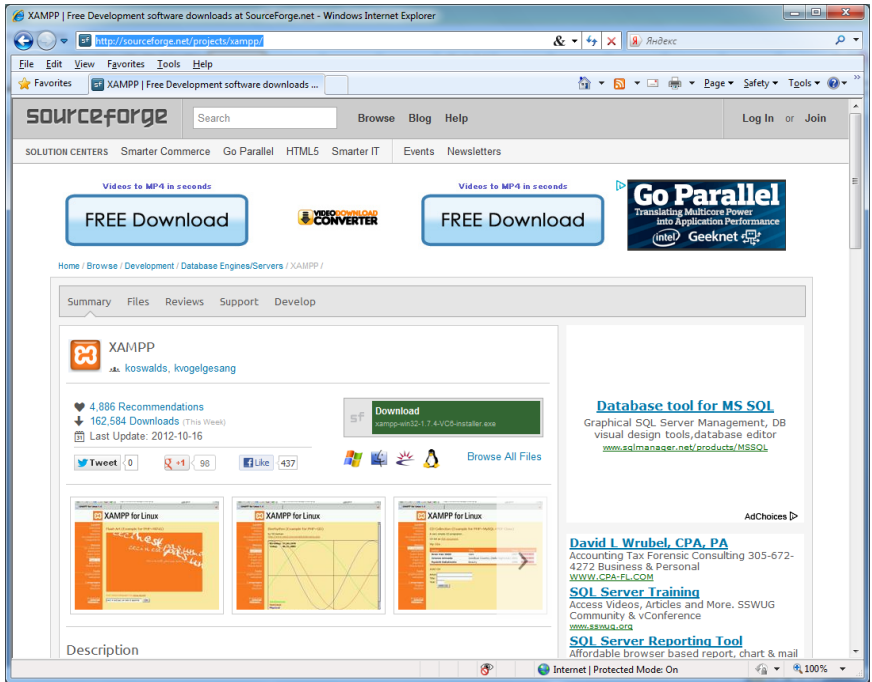 XAMPP | Free Development software downloads at SourceForge.net - Windows Internet Explorer
http://sourceforge.net/projects/xampp/
Яндекс
File Edit View Favorites Tools Help
Favorites
XAMPP | Free Development software downloads ...
Page Safety Tools
sourceforge
Search
Browse Blog Help
Log In or Join
SOLUTION CENTERS Smarter Commerce Go Parallel HTML5 Smarter IT Events Newsletters
Videos to MP4 in seconds
FREE Download
VIDEO DOWNLOAD
CONVERTER
Videos to MP4 in seconds
FREE Download
Go Parallel
Translating Multicore Power
into Application Performance
intel Geeknet
Home / Browse / Development / Database Engines/Servers / XAMPP /
Summary Files Reviews Support Develop
XAMPP
koswalds, kvogelgesang
4,886 Recommendations
162,584 Downloads (This Week)
31 Last Update: 2012-10-16
sf Download
xampp-win32-1.7.4-VC6-installer.exe
Tweet 0
+1 98
Like 437
Browse All Files
XAMPP for Linux
XAMPP for Linux
XAMPP for Linux
Description
Database tool for MS SQL
Graphical SQL Server Management, DB
visual design tools,database editor
www.sqlmanager.net/products/MSSQL
AdChoices
David L Wrubel, CPA, PA
Accounting Tax Forensic Consulting 305-672-
4272 Business & Personal
WWW.CPA-FL.COM
SQL Server Training
Access Videos, Articles and More. SSWUG
Community & vConference
www.sswug.org
SQL Server Reporting Tool
Affordable browser based report, chart & mail
Internet | Protected Mode: On
100%